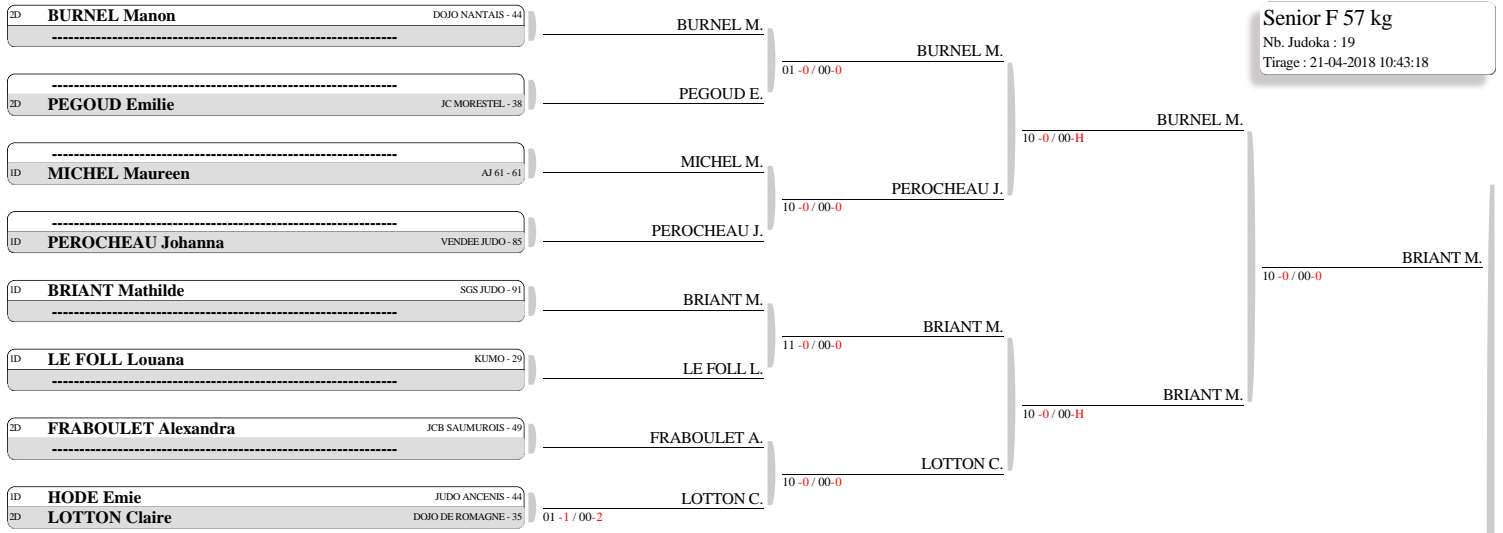 Senior F 57 kg
Nb. Judoka : 19
Tirage : 21-04-2018 10:43:18
2D BURNEL Manon DOJO NANTAIS - 44
----------------------------------------------------------------
----------------------------------------------------------------
2D PEGOUD Emilie JC MORESTEL - 38
----------------------------------------------------------------
1D MICHEL Maureen AJ 61 - 61
----------------------------------------------------------------
1D PEROCHEAU Johanna VENDEE JUDO - 85
1D BRIANT Mathilde SGS JUDO - 91
----------------------------------------------------------------
1D LE FOLL Louana KUMO - 29
----------------------------------------------------------------
2D FRABOULET Alexandra JCB SAUMUROIS - 49
----------------------------------------------------------------
1D HODE Emie JUDO ANCENIS - 44
2D LOTTON Claire DOJO DE ROMAGNE - 35
BURNEL M.
PEGOUD E.
MICHEL M.
PEROCHEAU J.
BRIANT M.
LE FOLL L.
FRABOULET A.
LOTTON C.
01 -1 / 00-2
BURNEL M.
01 -0 / 00-0
PEROCHEAU J.
10 -0 / 00-0
BRIANT M.
11 -0 / 00-0
LOTTON C.
10 -0 / 00-0
BURNEL M.
10 -0 / 00-H
BRIANT M.
10 -0 / 00-H
BRIANT M.
10 -0 / 00-0